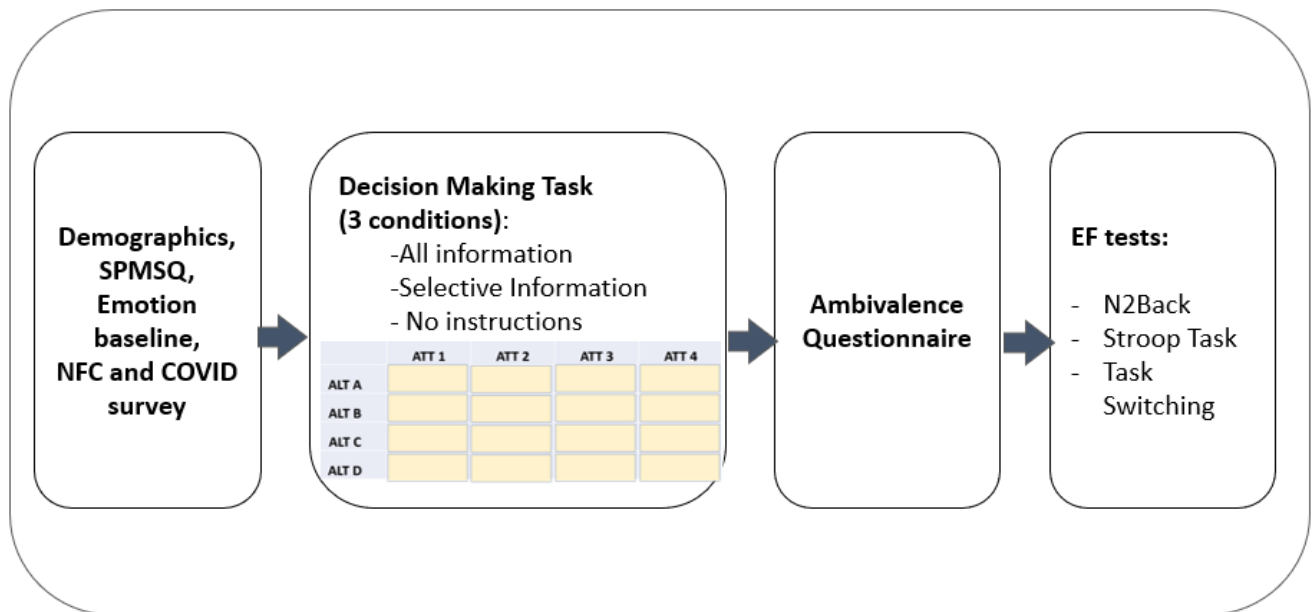 Demographics,
SPMSQ,
Emotion
baseline,
NFC and COVID
survey
Decision Making Task
(3 conditions):
-All information
-Selective Information
- No instructions
ATT 1 ATT 2 ATT 3 ATT 4
ALT A
ALT B
ALT C
ALT D
Ambivalence
Questionnaire
EF tests:
- N2Back
- Stroop Task
- Task
Switching